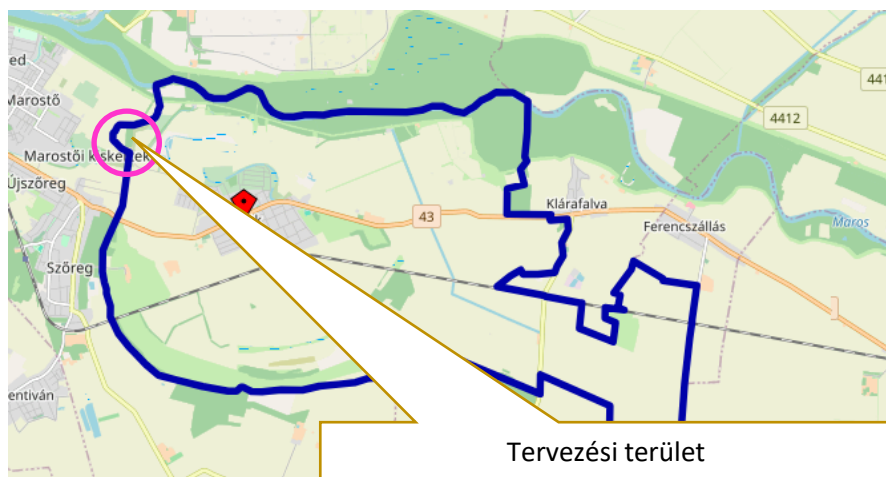 ed
Marostő
Marostői kiskertek
Újszőreg
Szőreg
entiván
k
43
Klárafalva
Ferencszállás
Maros
4412
441
Tervezési terület